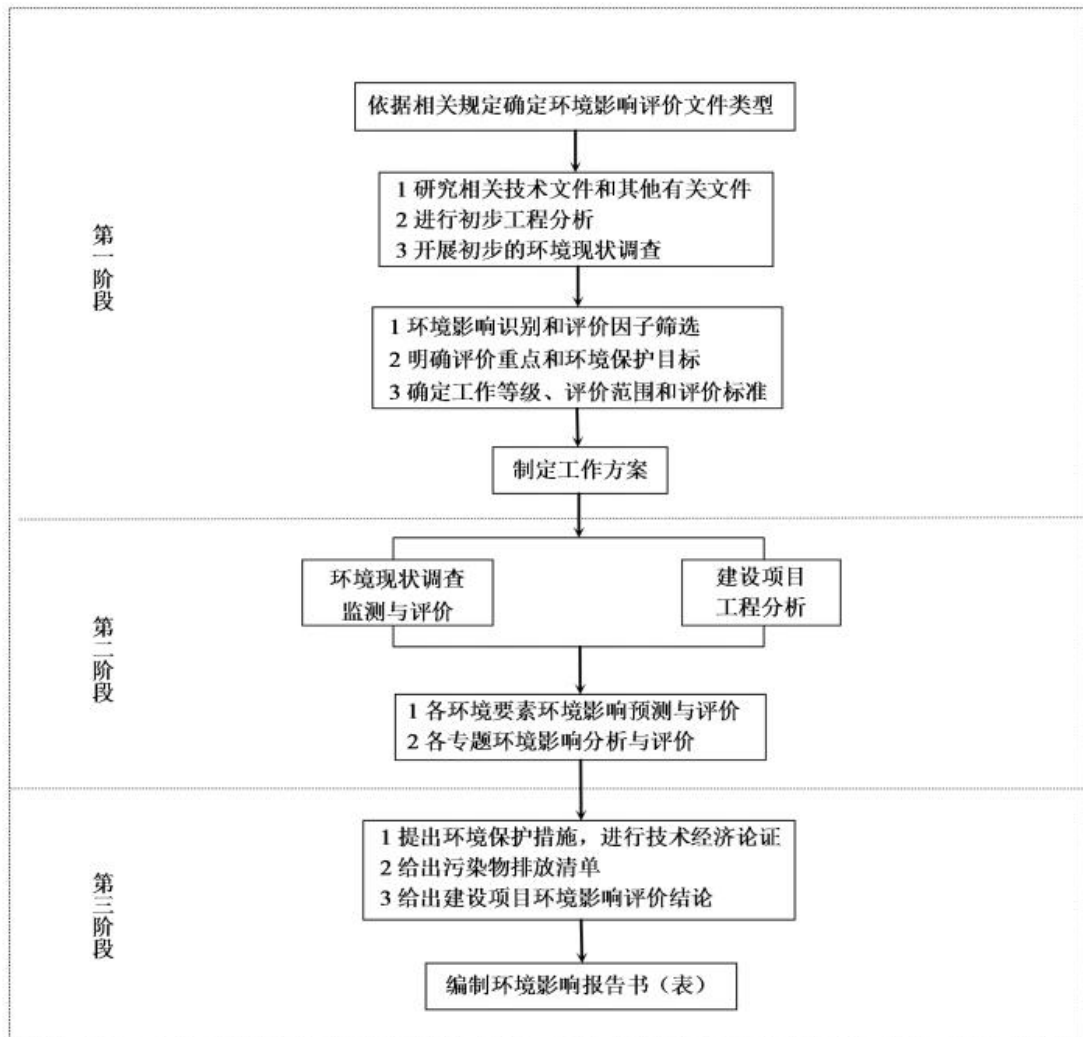 依据相关规定确定环境影响评价文件类型
1 研究相关技术文件和其他有关文件
2 进行初步工程分析
3 开展初步的环境现状调查
第一阶段
1 环境影响识别和评价因子筛选
2 明确评价重点和环境保护目标
3 确定工作等级、评价范围和评价标准
制定工作方案
第二阶段
环境现状调查
监测与评价
建设项目
工程分析
1 各环境要素环境影响预测与评价
2 各专题环境影响分析与评价
第三阶段
1 提出环境保护措施，进行技术经济论证
2 给出污染物排放清单
3 给出建设项目环境影响评价结论
编制环境影响报告书（表）